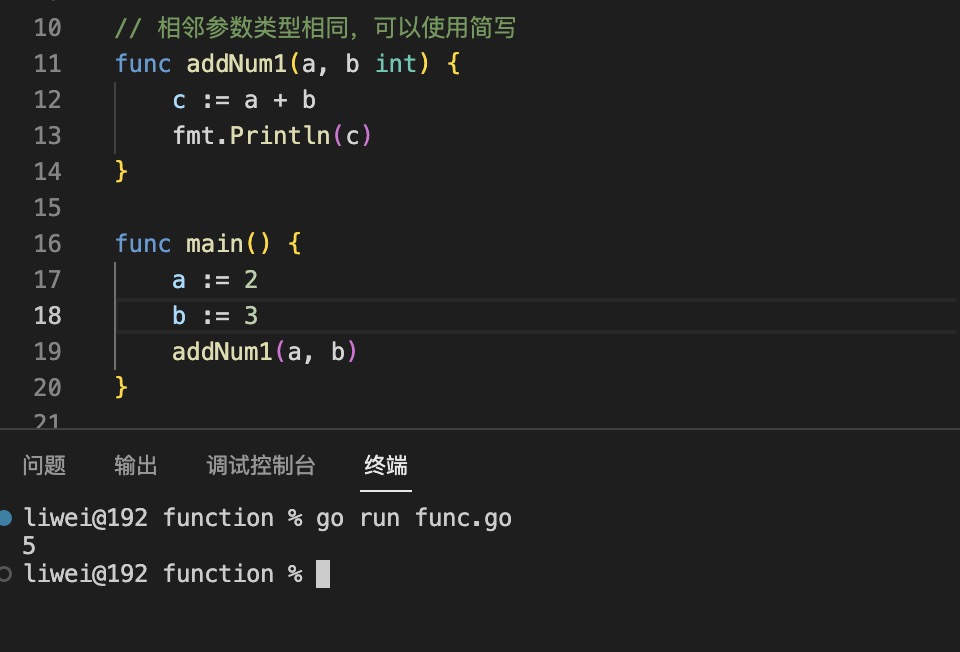 10 // 相邻参数类型相同，可以使用简写
11 func addNum1(a, b int) {
12 c := a + b
13 fmt.Println(c)
14 }
15
16 func main() {
17 a := 2
18 b := 3
19 addNum1(a, b)
20 }
21
问题 输出 调试控制台 终端
liwei@192 function % go run func.go
5
liwei@192 function %